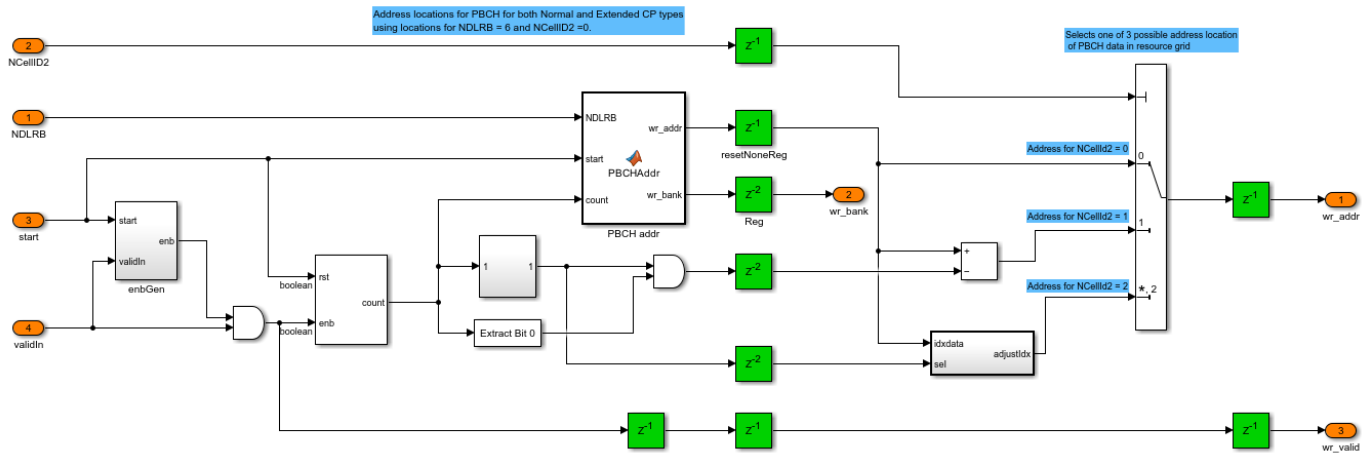 Address locations for PBCH for both Normal and Extended CP types
using locations for NDLRB = 6 and NCellID2 =0.
Selects one of 3 possible address location
of PBCH data in resource grid
2
NCellID2
z-1
1
NDLRB
NDLRB
start
count
PBCHAddr
wr_addr
wr_bank
PBCH addr
z-1
resetNoneReg
z-2
Reg
2
wr_bank
Address for NCellId2 = 0
0
Address for NCellId2 = 1
1
Address for NCellId2 = 2
*, 2
z-1
1
wr_addr
3
start
start
validIn
enb
enbGen
4
validIn
rst
boolean
enb
boolean
count
1
1
Extract Bit 0
z-2
+
−
z-2
idxdata
sel
adjustIdx
z-1
z-1
z-1
3
wr_valid